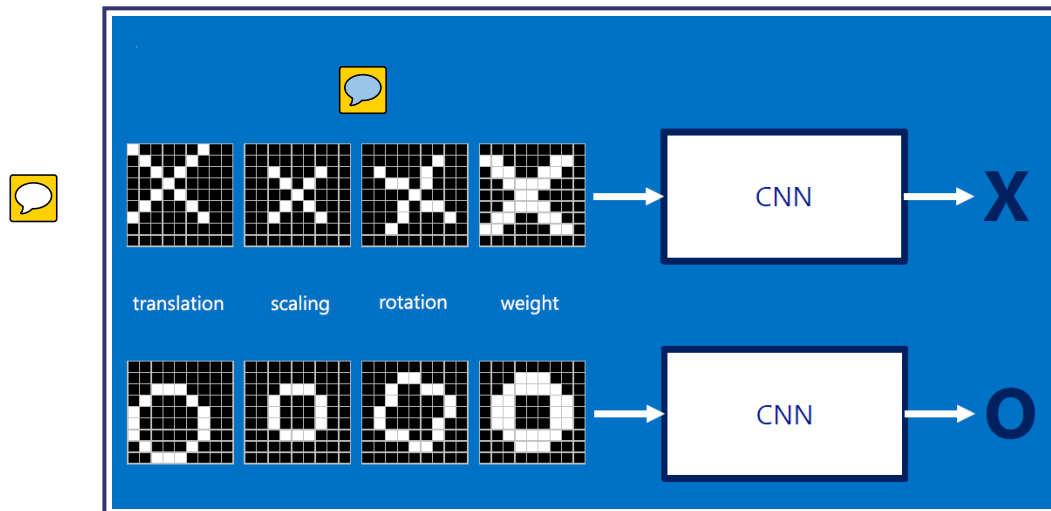 CNN
X
translation
scaling
rotation
weight
CNN
O